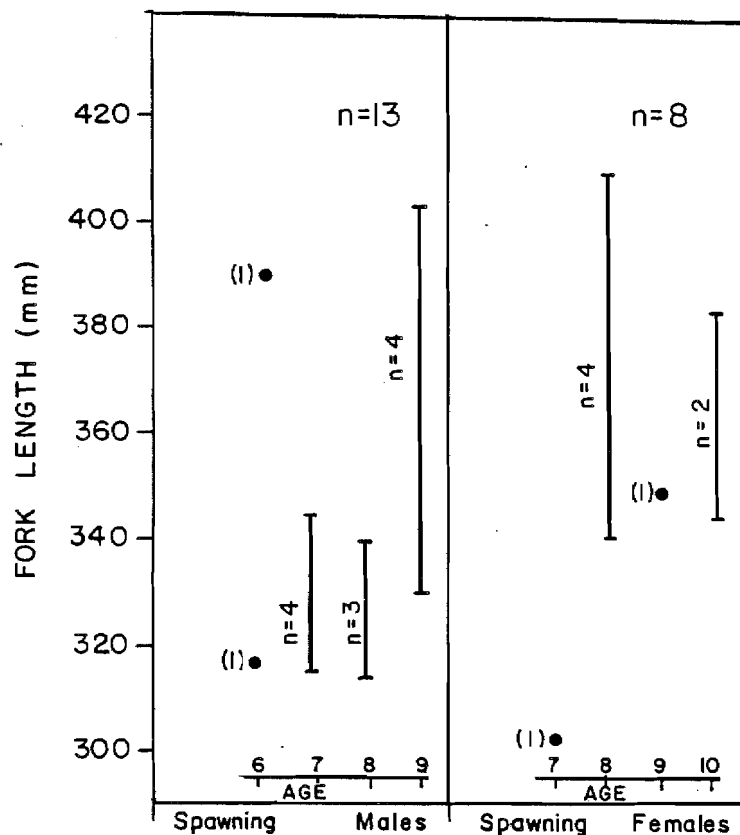 FORK LENGTH (mm)
420
400
380
360
340
320
300
n=13
(1)
(1)
n=4
n=3
n=4
6 7 8 9
AGE
Spawning Males
n=8
(1)
n=4
(1)
n=2
7 8 9 10
AGE
Spawning Females